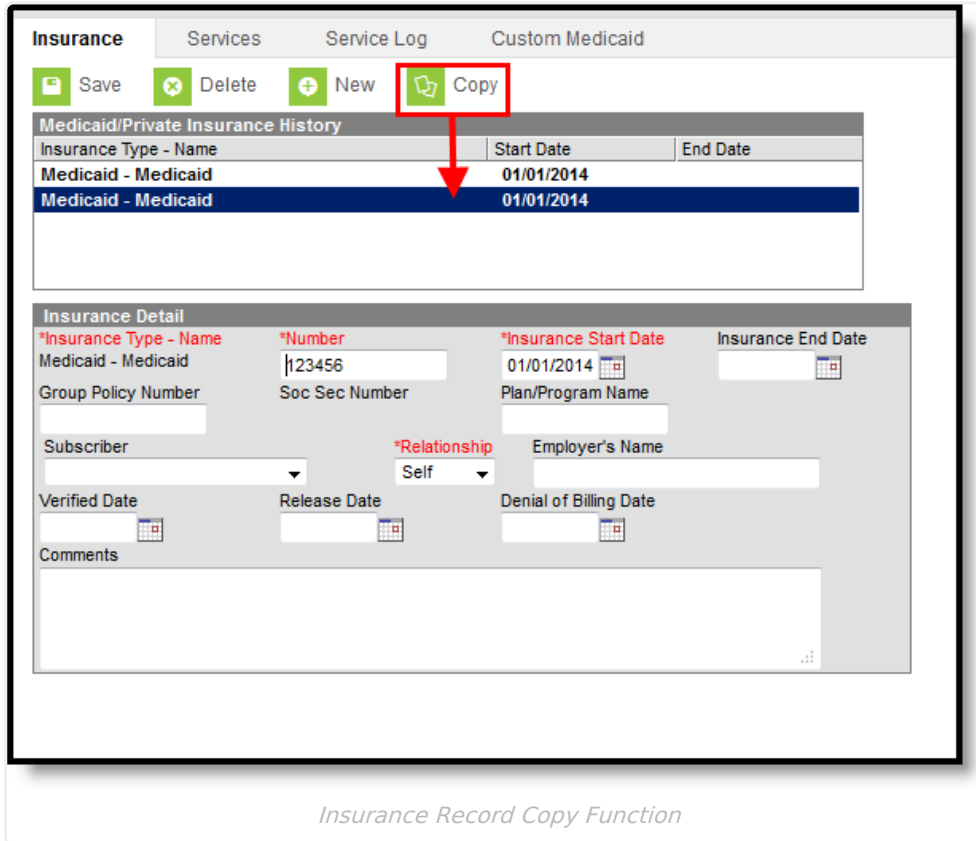 Insurance Services Service Log Custom Medicaid
Save Delete New Copy
Medicaid/Private Insurance History
Insurance Type - Name Start Date End Date
Medicaid - Medicaid 01/01/2014
Medicaid - Medicaid 01/01/2014
Insurance Detail
*Insurance Type - Name *Number *Insurance Start Date Insurance End Date
Medicaid - Medicaid 123456 01/01/2014
Group Policy Number Soc Sec Number Plan/Program Name
Subscriber *Relationship Employer's Name
Self
Verified Date Release Date Denial of Billing Date
Comments
Insurance Record Copy Function